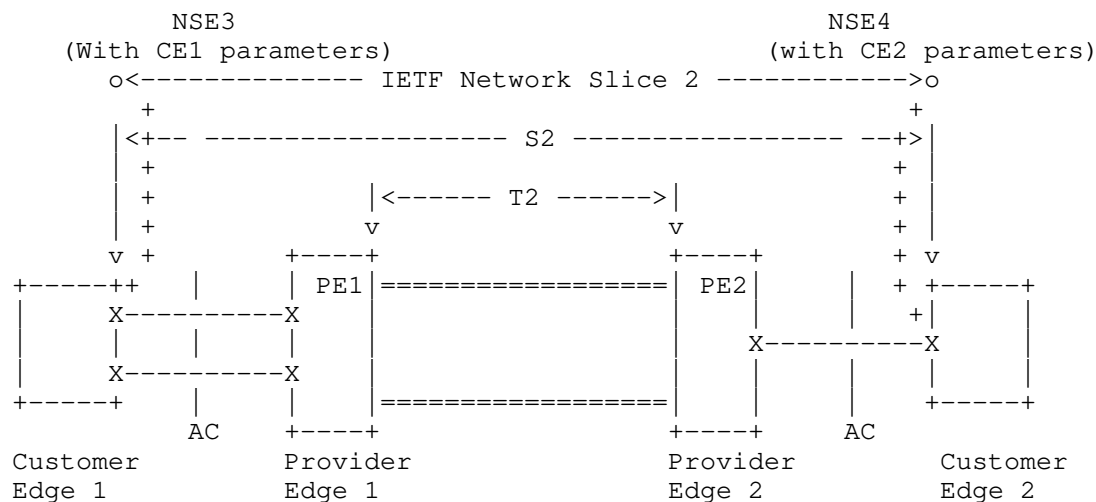 NSE3 NSE4
(With CE1 parameters) (with CE2 parameters)
o<-------------- IETF Network Slice 2 ------------>o
+ +
|<+-- ------------------- S2 ---------------- --+>|
| + + |
| + |<------ T2 ------>| + |
| + v v + |
v + +----+ +----+ + v
+------++ | | PE1|==================| PE2| | + +-----+
| X----------X | | | | +| |
| | | | | | X----------X |
| X----------X | | | | | |
+------+ | | |==================| | | +-----+
AC +----+ +----+ AC
Customer Provider Provider Customer
Edge 1 Edge 1 Edge 2 Edge 2